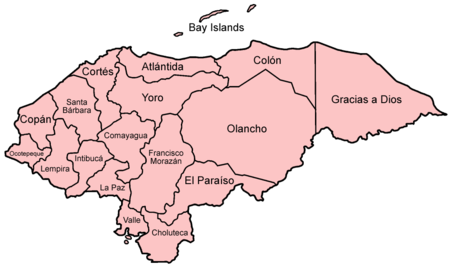 Bay Islands
Atlántida
Colón
Cortés
Yoro
Gracias a Dios
Santa
Bárbara
Copán
Comayagua
Olancho
Ocotepeque
Intibucá
Francisco
Morazán
Lempira
La Paz
El Paraíso
Valle
Choluteca